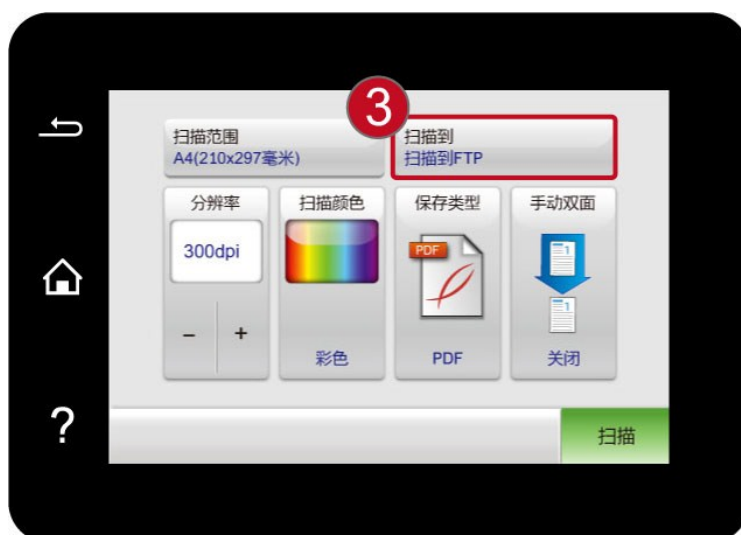 3
扫描范围
A4(210x297毫米)
扫描到
扫描到FTP
分辨率
300dpi
- +
扫描颜色
彩色
保存类型
PDF
PDF
手动双面
1
1
关闭
?
扫描